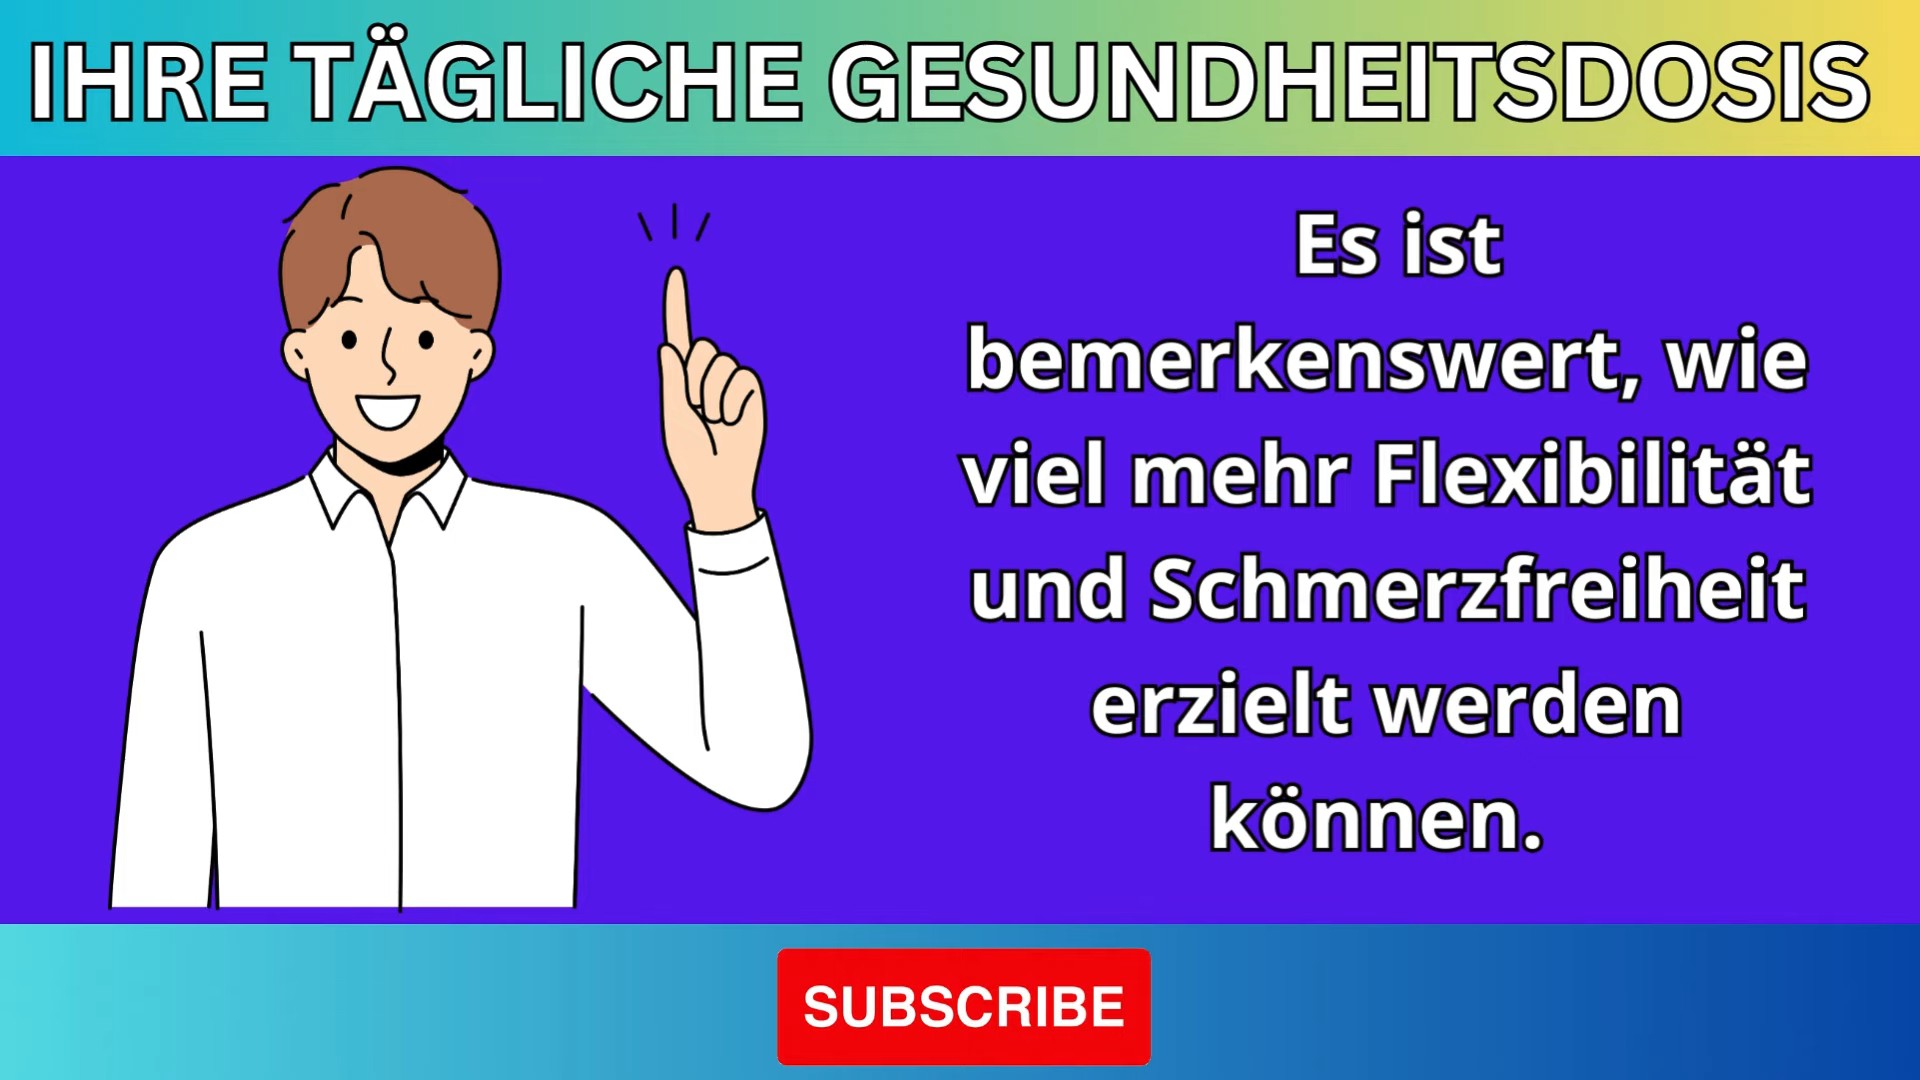 IHRE TÄGLICHE GESUNDHEITSDOSIS
Es ist
bemerkenswert, wie
viel mehr Flexibilität
und Schmerzfreiheit
erzielt werden
können.
SUBSCRIBE